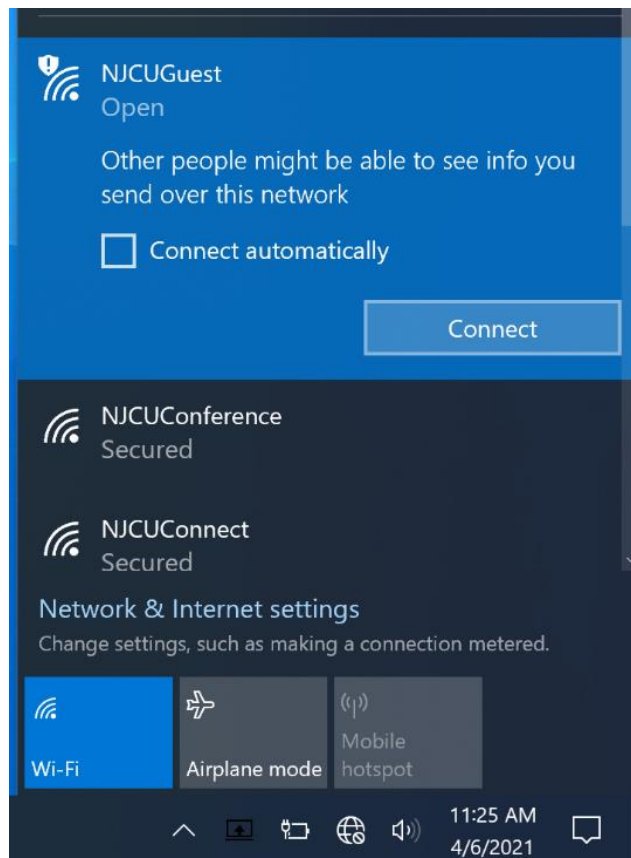 NJCUGuest
Open
Other people might be able to see info you
send over this network
Connect automatically
Connect
NJCUConference
Secured
NJCUConnect
Secured
Network & Internet settings
Change settings, such as making a connection metered.
Wi-Fi
Airplane mode
Mobile
hotspot
11:25 AM
4/6/2021